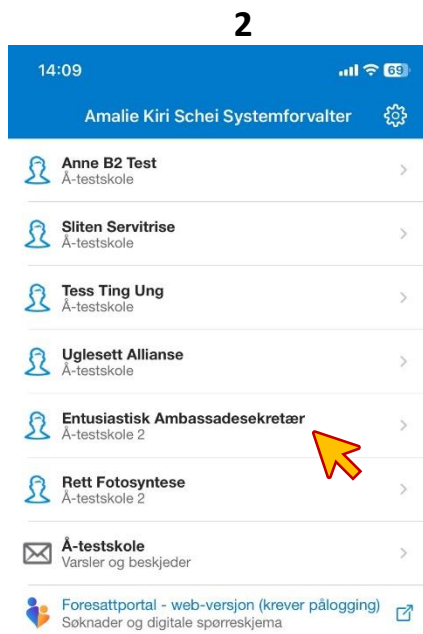 2
14:09 69
Amalie Kiri Schei Systemforvalter
Anne B2 Test
Å-testskole
Sliten Servitrise
Å-testskole
Tess Ting Ung
Å-testskole
Uglesett Allianse
Å-testskole
Entusiastisk Ambassadesekretær
Å-testskole 2
Rett Fotosyntese
Å-testskole 2
Å-testskole
Varsler og beskjeder
Foresattportal - web-versjon (krever pålogging)
Søknader og digitale spørreskjema